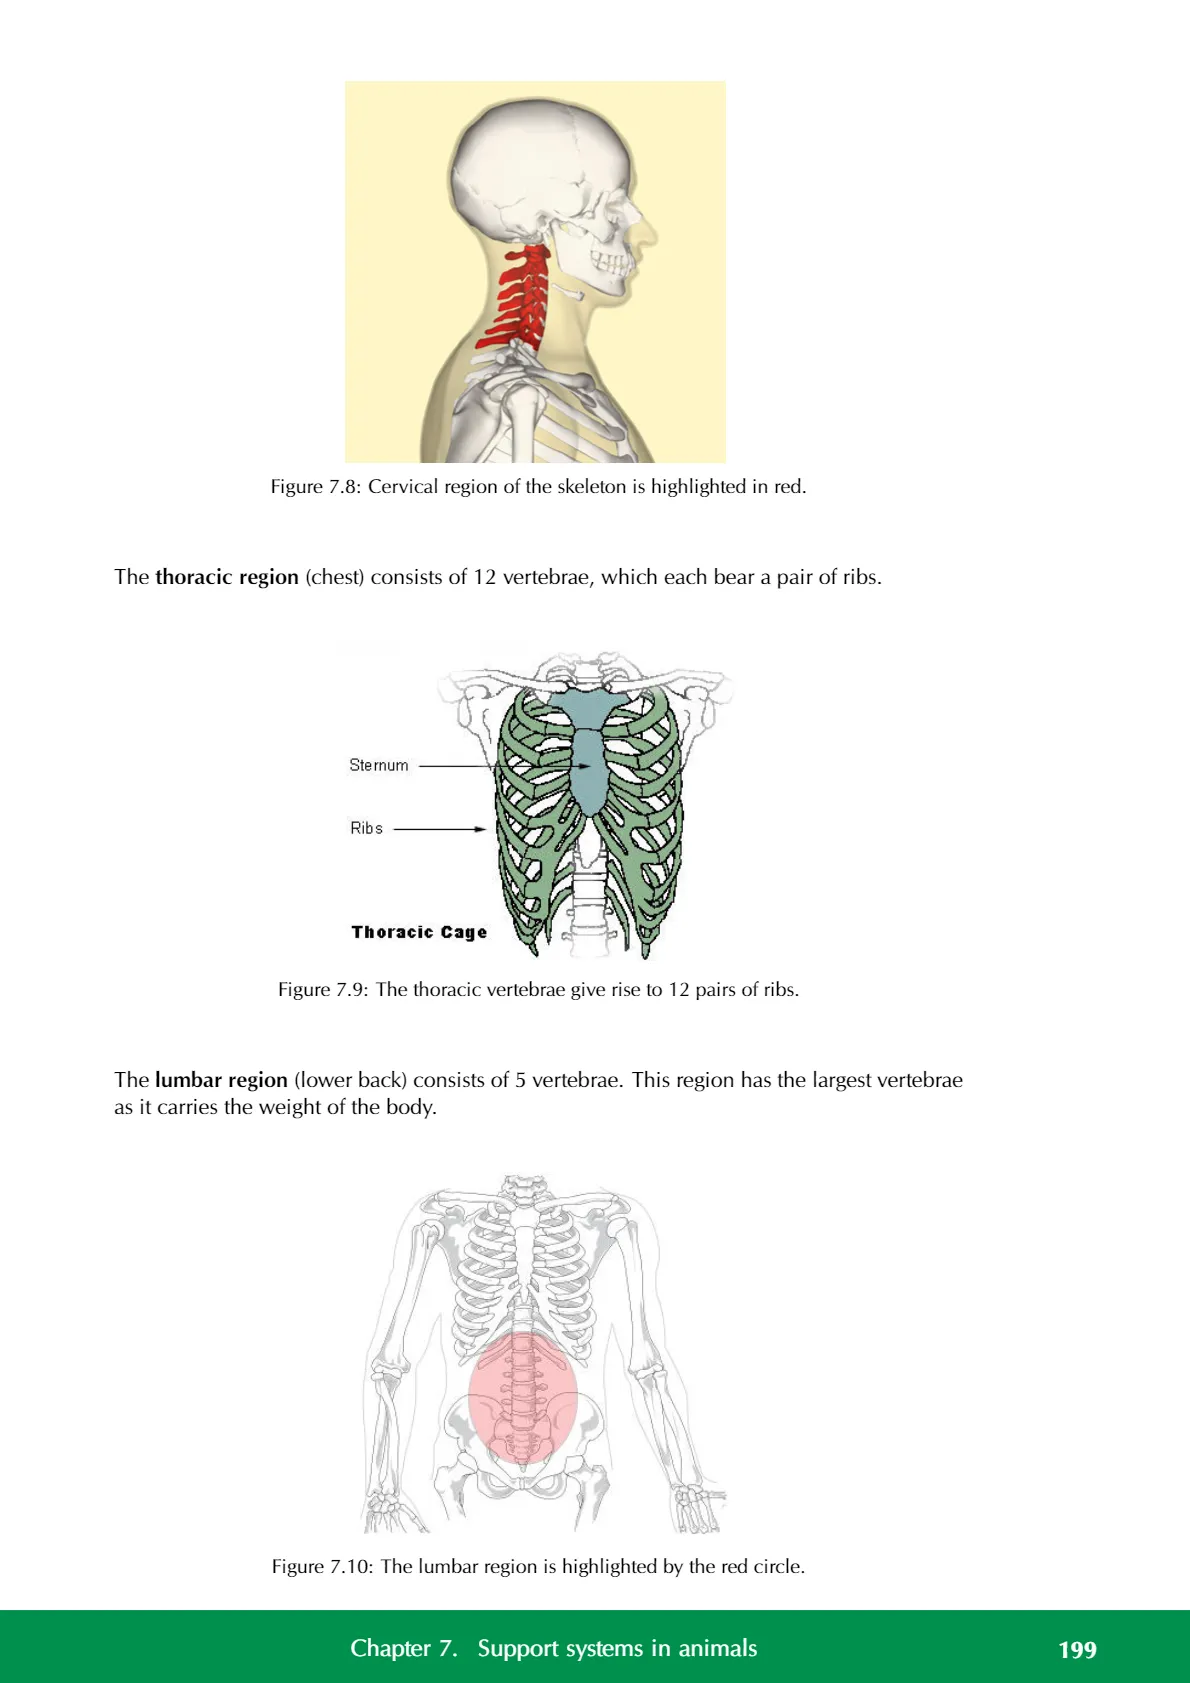 Figure 7.8: Cervical region of the skeleton is highlighted in red.
The thoracic region (chest) consists of 12 vertebrae, which each bear a pair of ribs.
Sternum
Ribs
Thoracic Cage
Figure 7.9: The thoracic vertebrae give rise to 12 pairs of ribs.
The lumbar region (lower back) consists of 5 vertebrae. This region has the largest vertebrae
as it carries the weight of the body.
Figure 7.10: The lumbar region is highlighted by the red circle.
Chapter 7. Support systems in animals
199